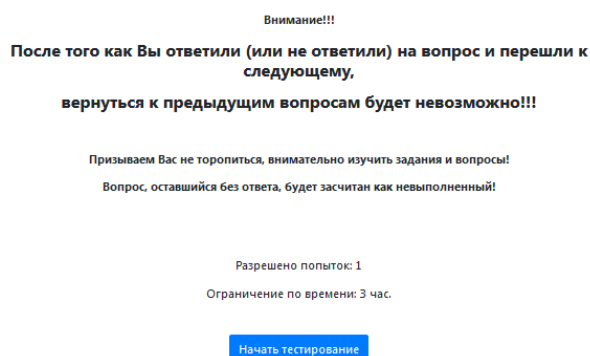 Внимание!!!
После того как Вы ответили (или не ответили) на вопрос и перешли к
следующему,
вернуться к предыдущим вопросам будет невозможно!!!
Призываем Вас не торопиться, внимательно изучить задания и вопросы!
Вопрос, оставшийся без ответа, будет засчитан как невыполненный!
Разрешено попыток: 1
Ограничение по времени: 3 час.
Начать тестирование